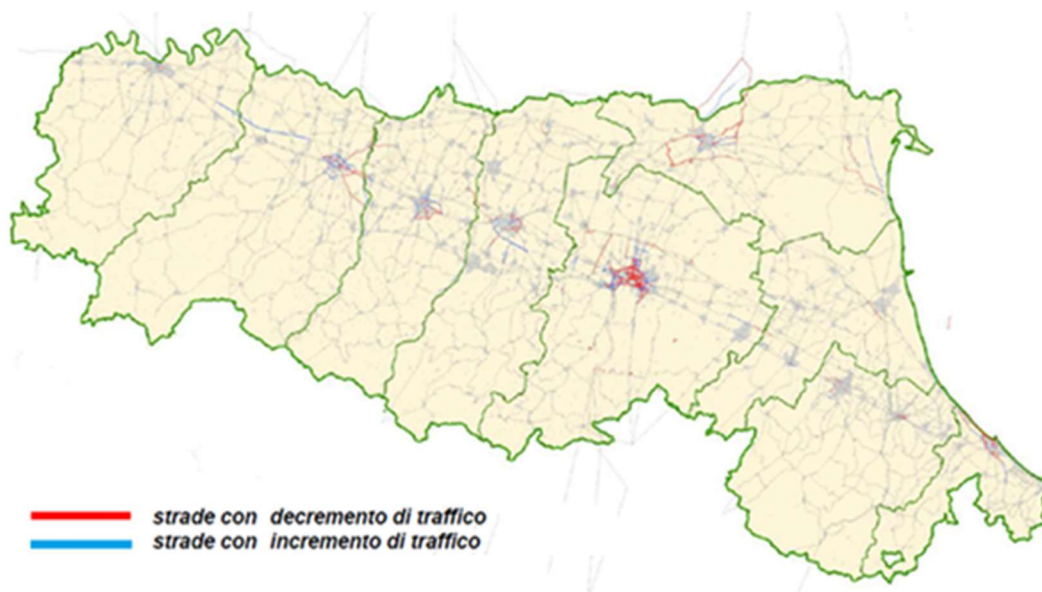 strade con decremento di traffico
strade con incremento di traffico